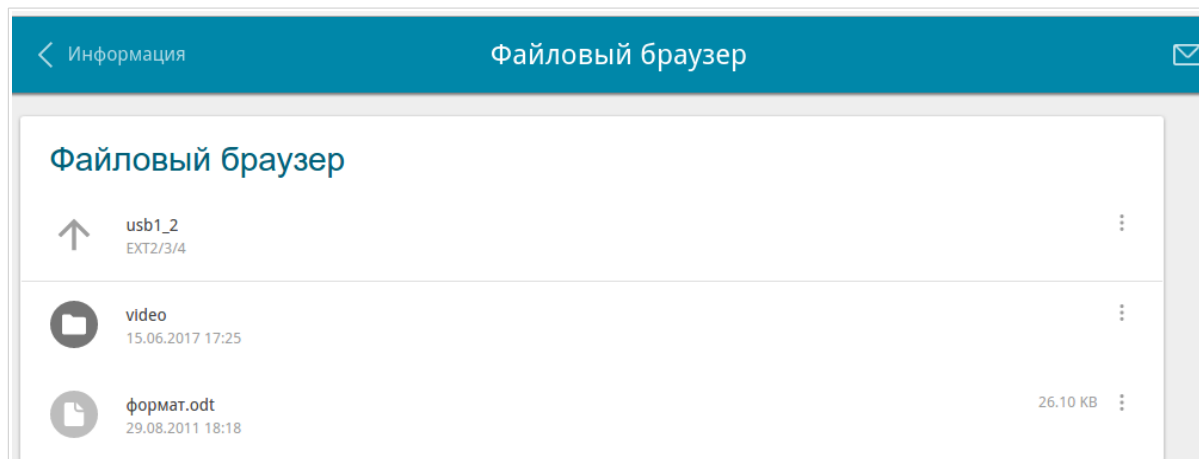 Информация
Файловый браузер
Файловый браузер
usb1_2
EXT2/3/4
video
15.06.2017 17:25
формат.odt
26.10 KB
29.08.2011 18:18